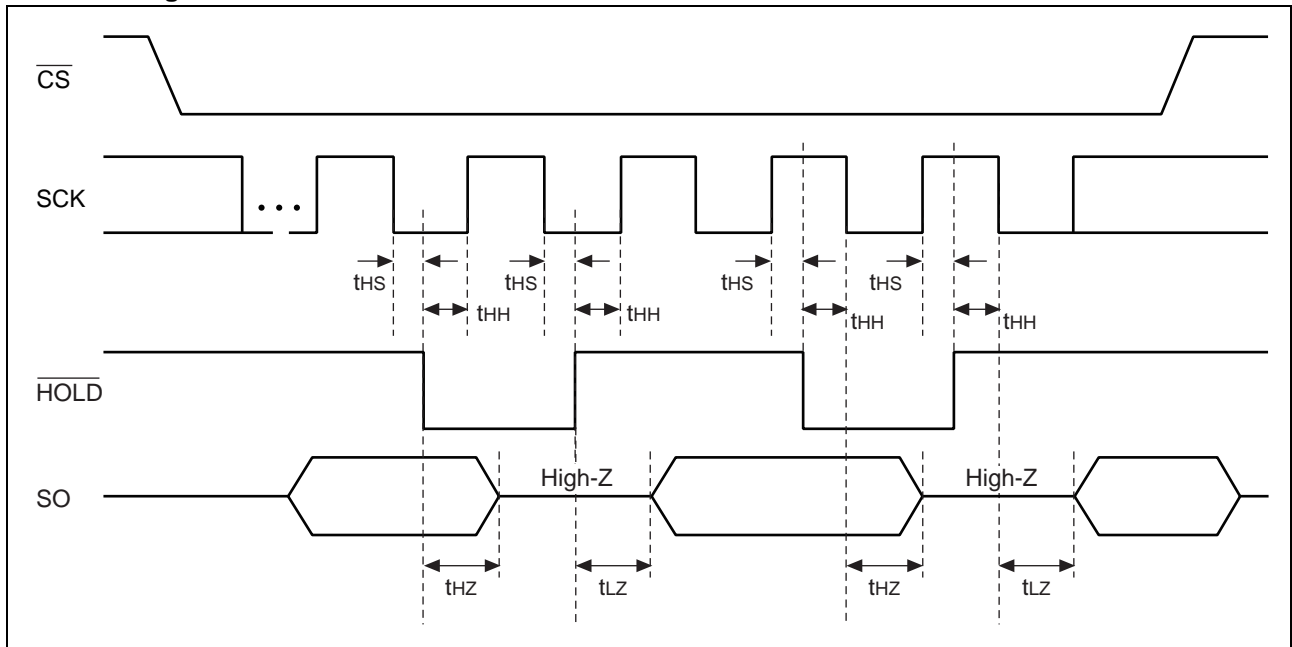 CS
SCK
...
tHS tHS tHS tHS
tHH tHH tHH tHH
HOLD
High-Z High-Z
SO
tHZ tLZ tHZ tLZ